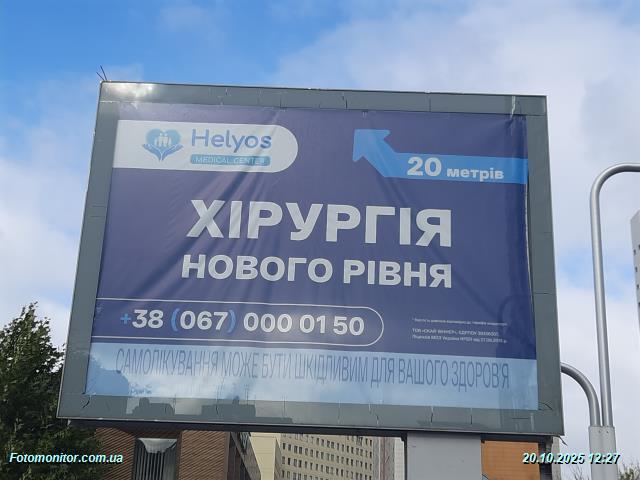 Helyos
MEDICAL CENTER
20 метрів
ХІРУРГІЯ
НОВОГО РІВНЯ
+38 (067) 000 01 50
САМОЛІКУВАННЯ МОЖЕ БУТИ ШКІДЛИВИМ ДЛЯ ВАШОГО ЗДОРОВ'Я
Fotomonitor.com.ua
20.10.2025 12:27